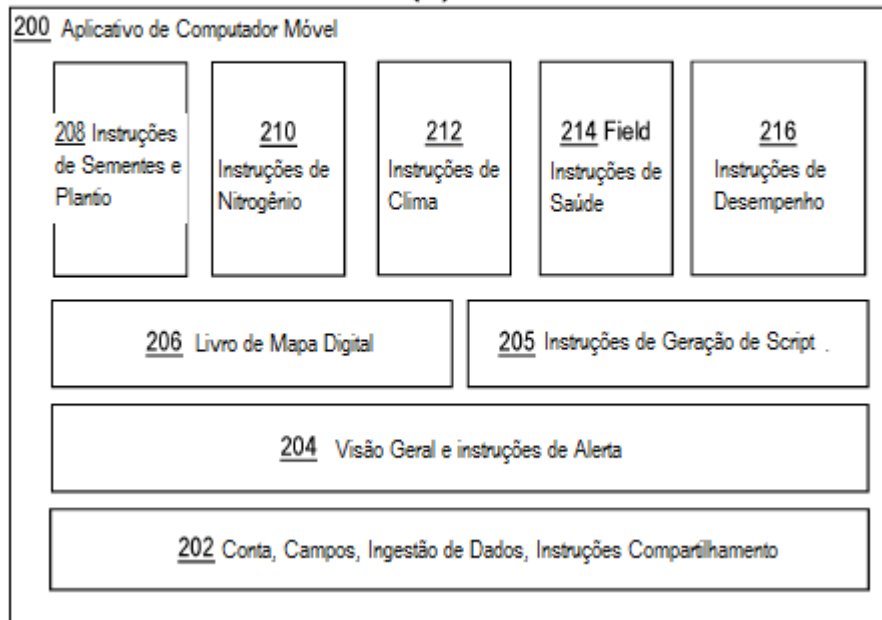 200 Aplicativo de Computador Móvel
208 Instruções
de Sementes e
Plantio
210
Instruções de
Nitrogênio
212
Instruções de
Clima
214 Field
Instruções de
Saúde
216
Instruções de
Desempenho
206 Livro de Mapa Digital
205 Instruções de Geração de Script .
204 Visão Geral e instruções de Alerta
202 Conta, Campos, Ingestão de Dados, Instruções Compartilhamento